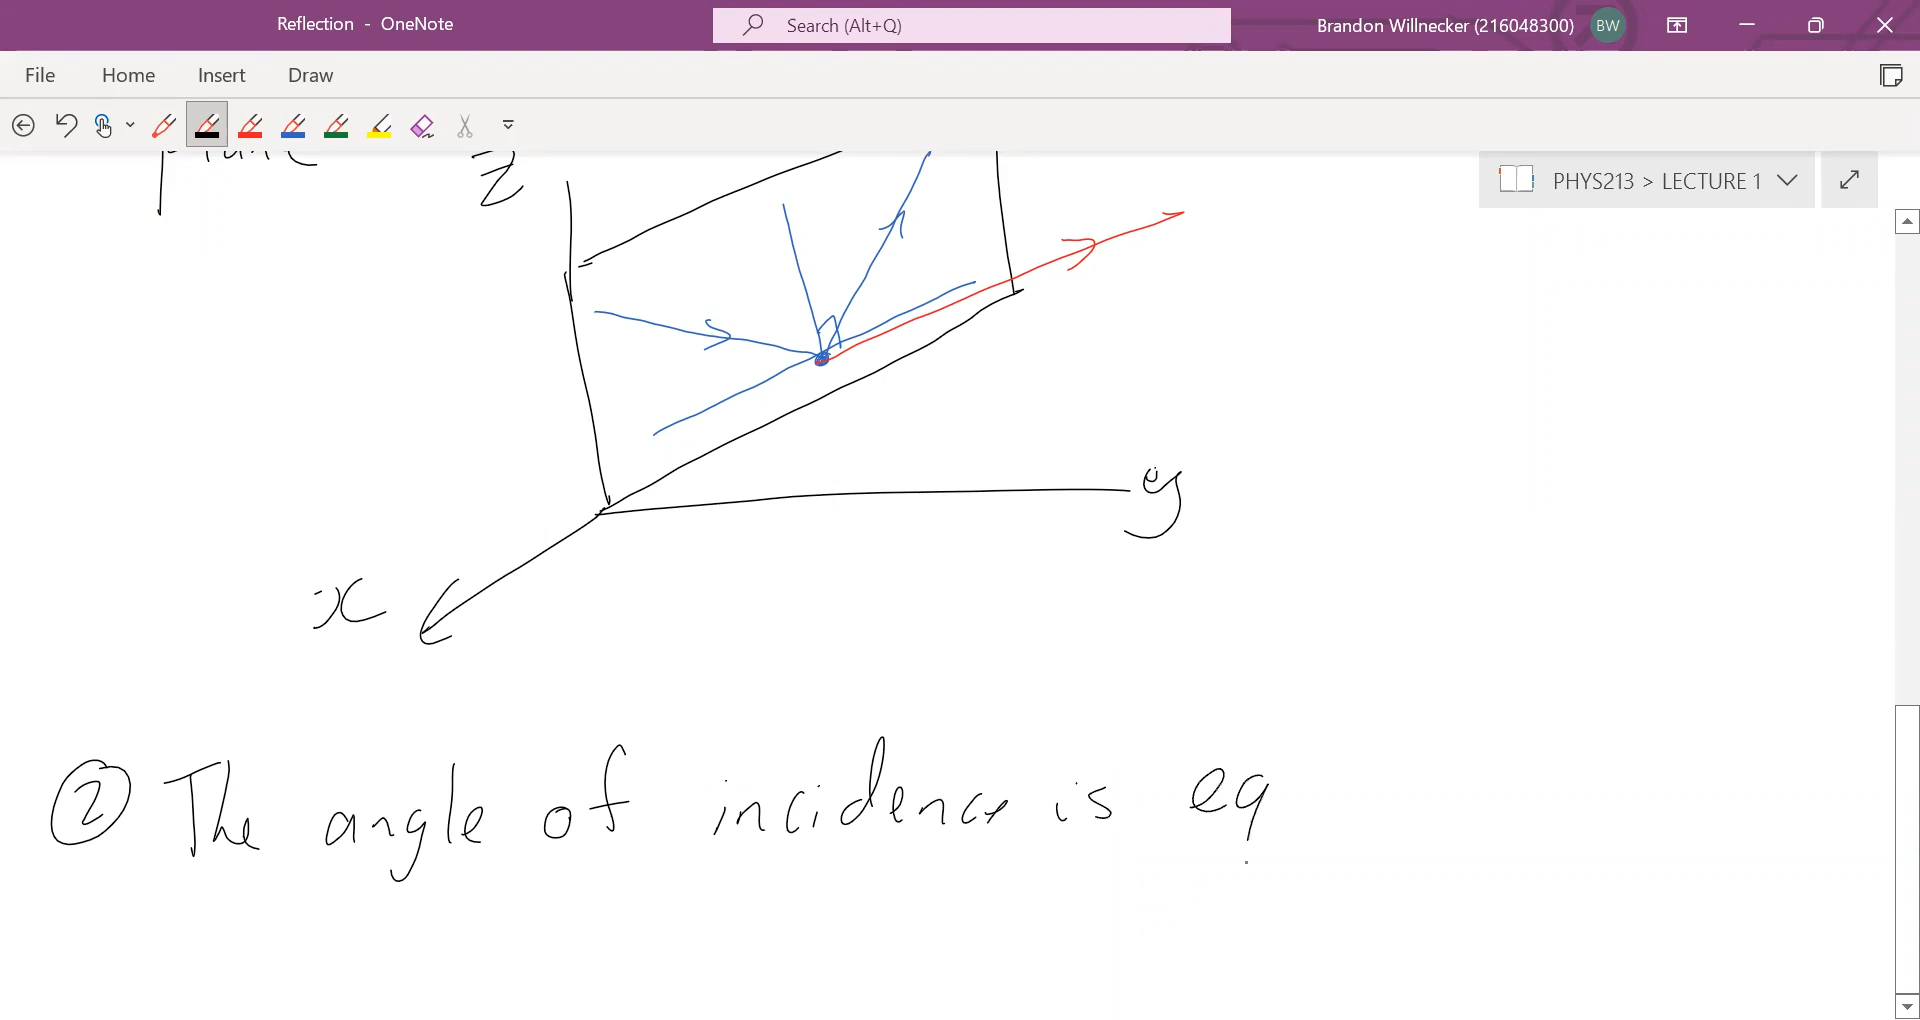 Reflection - OneNote
Search (Alt+Q)
Brandon Willnecker (216048300)
BW
File Home Insert Draw
PHYS213 > LECTURE 1
z
y
x
② The angle of incidence is eq